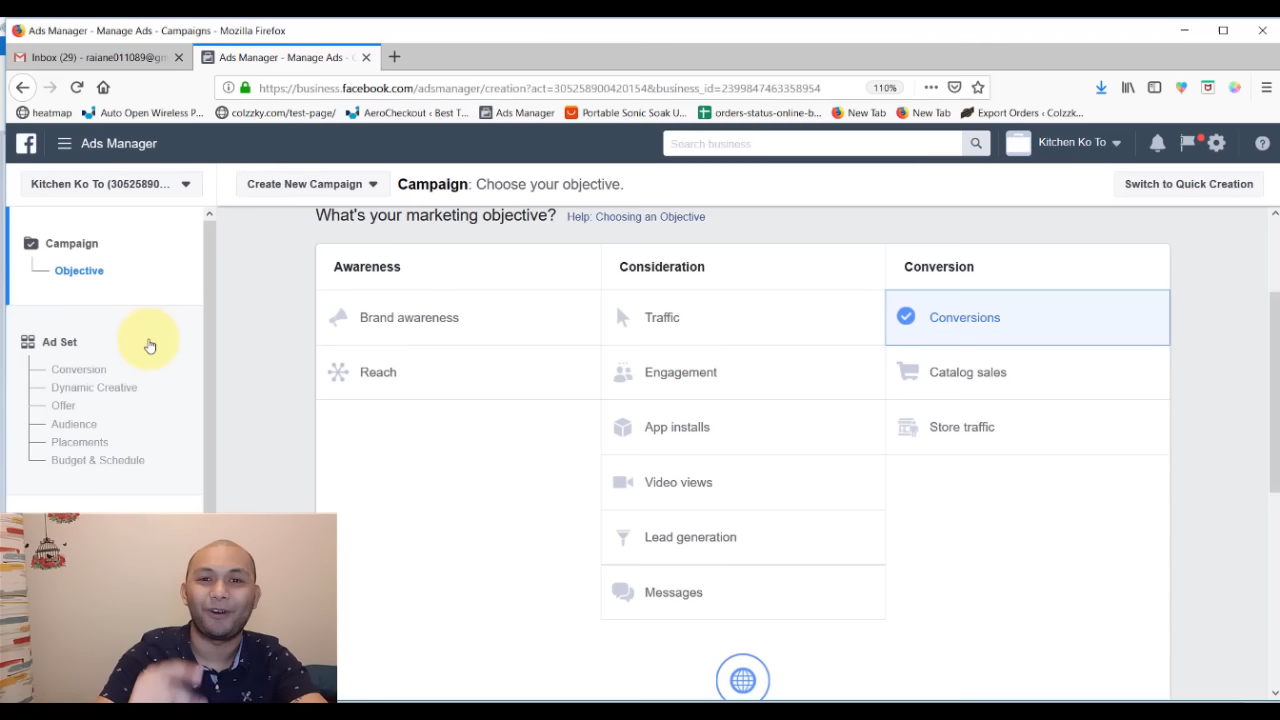 Ads Manager - Manage Ads - Campaigns - Mozilla Firefox
Inbox (29) - raiane011089@gm
Ads Manager - Manage Ads - C
https://business.facebook.com/adsmanager/creation?act=305258900420154&business_id=2399847463358954
110%
heatmap
Auto Open Wireless P...
colzzky.com/test-page/
AeroCheckout ‹ Best T...
Ads Manager
Portable Sonic Soak U...
orders-status-online-b...
New Tab
New Tab
Export Orders ‹ Colzzk...
Ads Manager
Search business
Kitchen Ko To
Kitchen Ko To (30525890...
Create New Campaign
Campaign: Choose your objective.
Switch to Quick Creation
Campaign
Objective
Ad Set
Conversion
Dynamic Creative
Offer
Audience
Placements
Budget & Schedule
What's your marketing objective? Help: Choosing an Objective
Awareness
Consideration
Conversion
Brand awareness
Traffic
Conversions
Reach
Engagement
Catalog sales
App installs
Store traffic
Video views
Lead generation
Messages